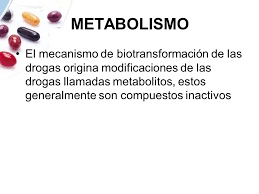 METABOLISMO
• El mecanismo de biotransformación de las
drogas origina modificaciones de las
drogas llamadas metabolitos, estos
generalmente son compuestos inactivos